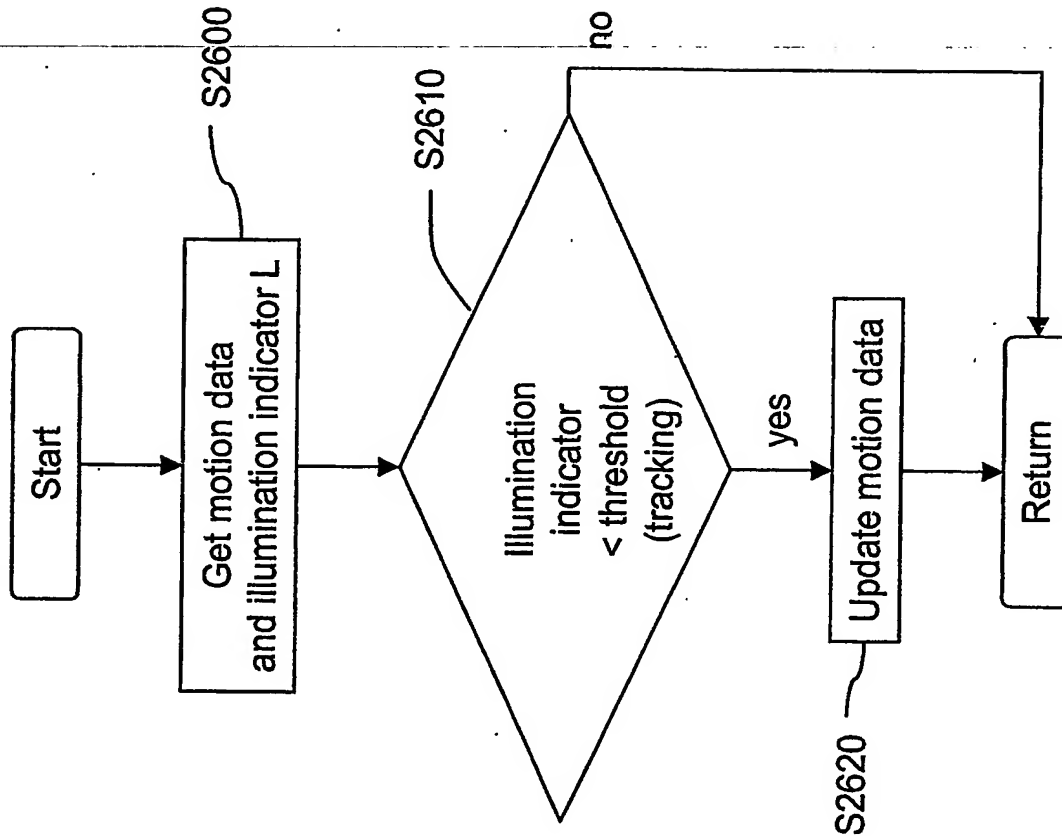 Start
Get motion data
and illumination indicator L
S2600
S2610
Illumination
indicator
< threshold
(tracking)
no
yes
Update motion data
S2620
Return